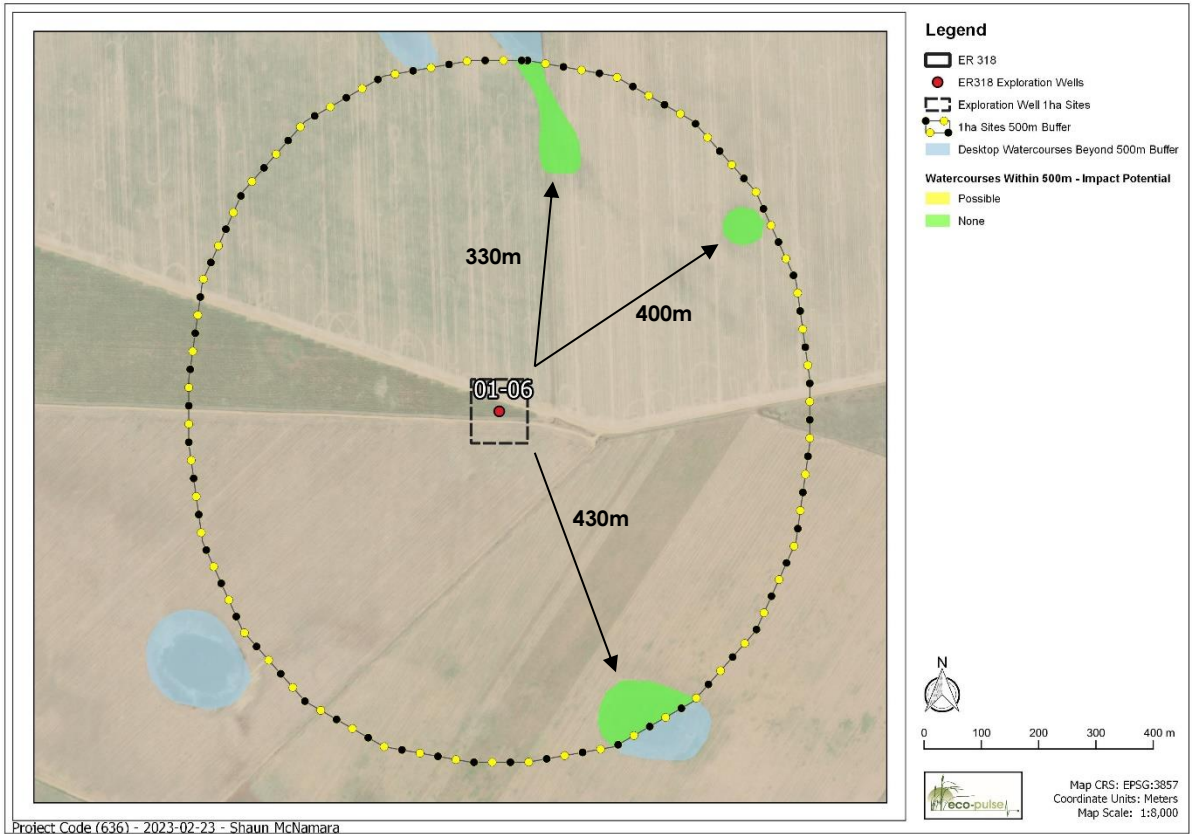 330m
400m
01-06
430m
Legend
ER 318
ER318 Exploration Wells
Exploration Well 1ha Sites
1ha Sites 500m Buffer
Desktop Watercourses Beyond 500m Buffer
Watercourses Within 500m - Impact Potential
Possible
None
N
0 100 200 300 400 m
eco-pulse
Map CRS: EPSG:3857
Coordinate Units: Meters
Map Scale: 1:8,000
Project Code (636) - 2023-02-23 - Shaun McNamara